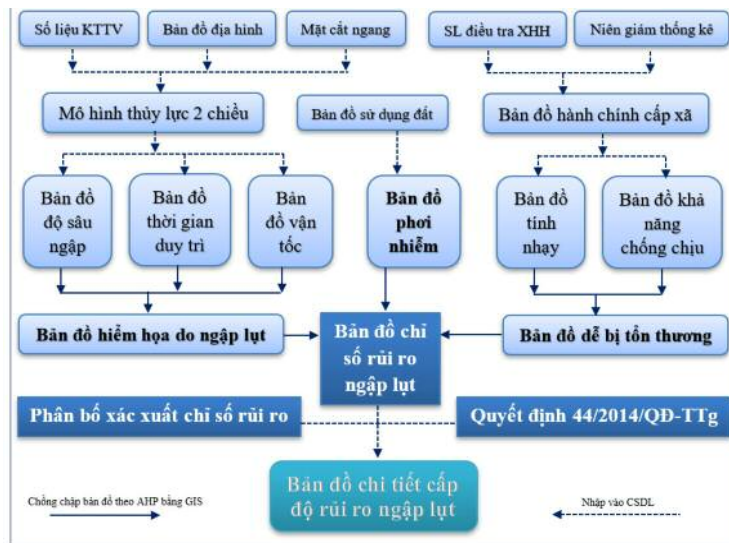 Số liệu KTTV
Bản đồ địa hình
Mặt cắt ngang
SL điều tra XHH
Niên giám thống kê
Mô hình thủy lực 2 chiều
Bản đồ sử dụng đất
Bản đồ hành chính cấp xã
Bản đồ
độ sâu
ngập
Bản đồ
thời gian
duy trì
Bản
đồ vận
tốc
Bản đồ
phơi
nhiễm
Bản đồ
tính
nhạy
Bản đồ khả
năng
chống chịu
Bản đồ hiểm họa do ngập lụt
Bản đồ chỉ
số rủi ro
ngập lụt
Bản đồ dễ bị tổn thương
Phân bố xác xuất chỉ số rủi ro
Quyết định 44/2014/QĐ-TTg
Bản đồ chi tiết cấp
độ rủi ro ngập lụt
Chồng chập bản đồ theo AHP bằng GIS
Nhập vào CSDL